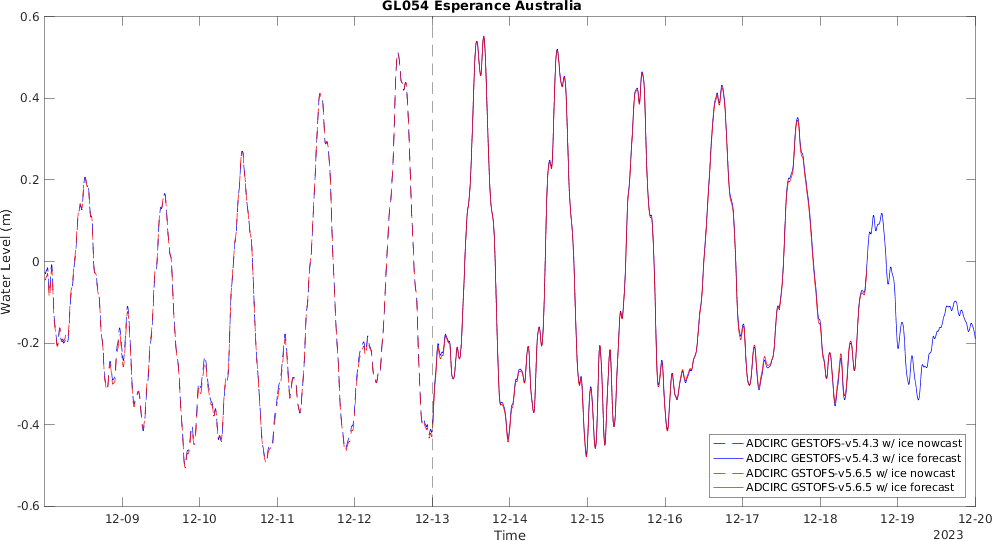 GL054 Esperance Australia
Water Level (m)
0.6
0.4
0.2
0
-0.2
-0.4
-0.6
ADCIRC GESTOFS-v5.4.3 w/ ice nowcast
ADCIRC GESTOFS-v5.4.3 w/ ice forecast
ADCIRC GSTOFS-v5.6.5 w/ ice nowcast
ADCIRC GSTOFS-v5.6.5 w/ ice forecast
12-09 12-10 12-11 12-12 12-13 12-14 12-15 12-16 12-17 12-18 12-19 12-20
Time
2023